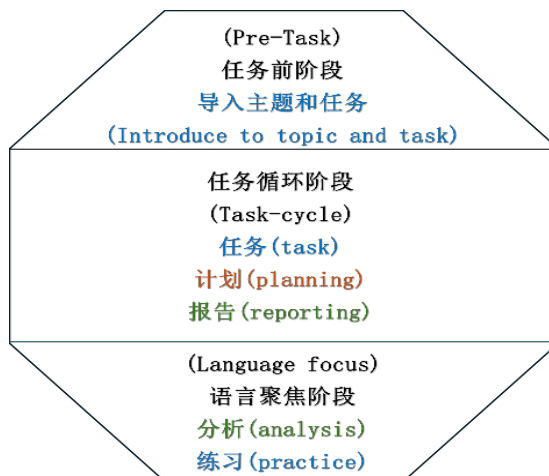 (Pre-Task)
任务前阶段
导入主题和任务
(Introduce to topic and task)
任务循环阶段
(Task-cycle)
任务(task)
计划(planning)
报告(reporting)
(Language focus)
语言聚焦阶段
分析(analysis)
练习(practice)